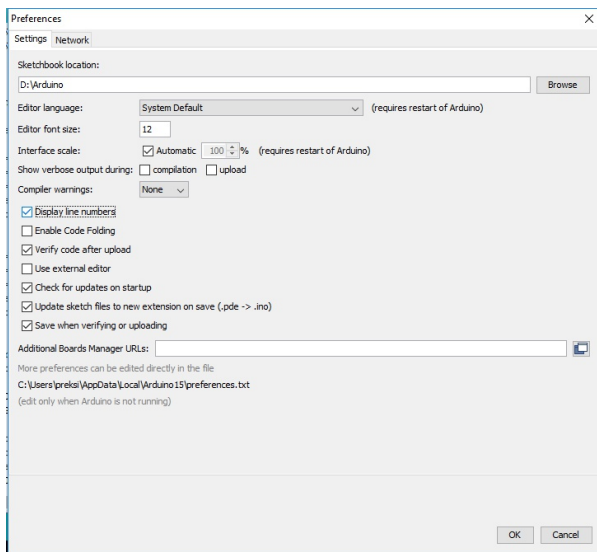 Preferences
Settings Network
Sketchbook location:
D:\Arduino Browse
Editor language: System Default (requires restart of Arduino)
Editor font size: 12
Interface scale: Automatic 100 % (requires restart of Arduino)
Show verbose output during: compilation upload
Compiler warnings: None
Display line numbers
Enable Code Folding
Verify code after upload
Use external editor
Check for updates on startup
Update sketch files to new extension on save (.pde -> .ino)
Save when verifying or uploading
Additional Boards Manager URLs:
More preferences can be edited directly in the file
C:\Users\preksi\AppData\Local\Arduino15\preferences.txt
(edit only when Arduino is not running)
OK Cancel